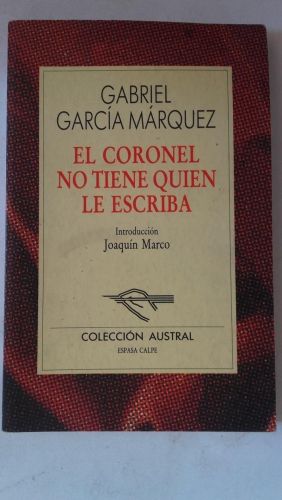 GABRIEL
GARCÍA MÁRQUEZ
EL CORONEL
NO TIENE QUIEN
LE ESCRIBA
Introducción
Joaquín Marco
COLECCIÓN AUSTRAL
ESPASA CALPE